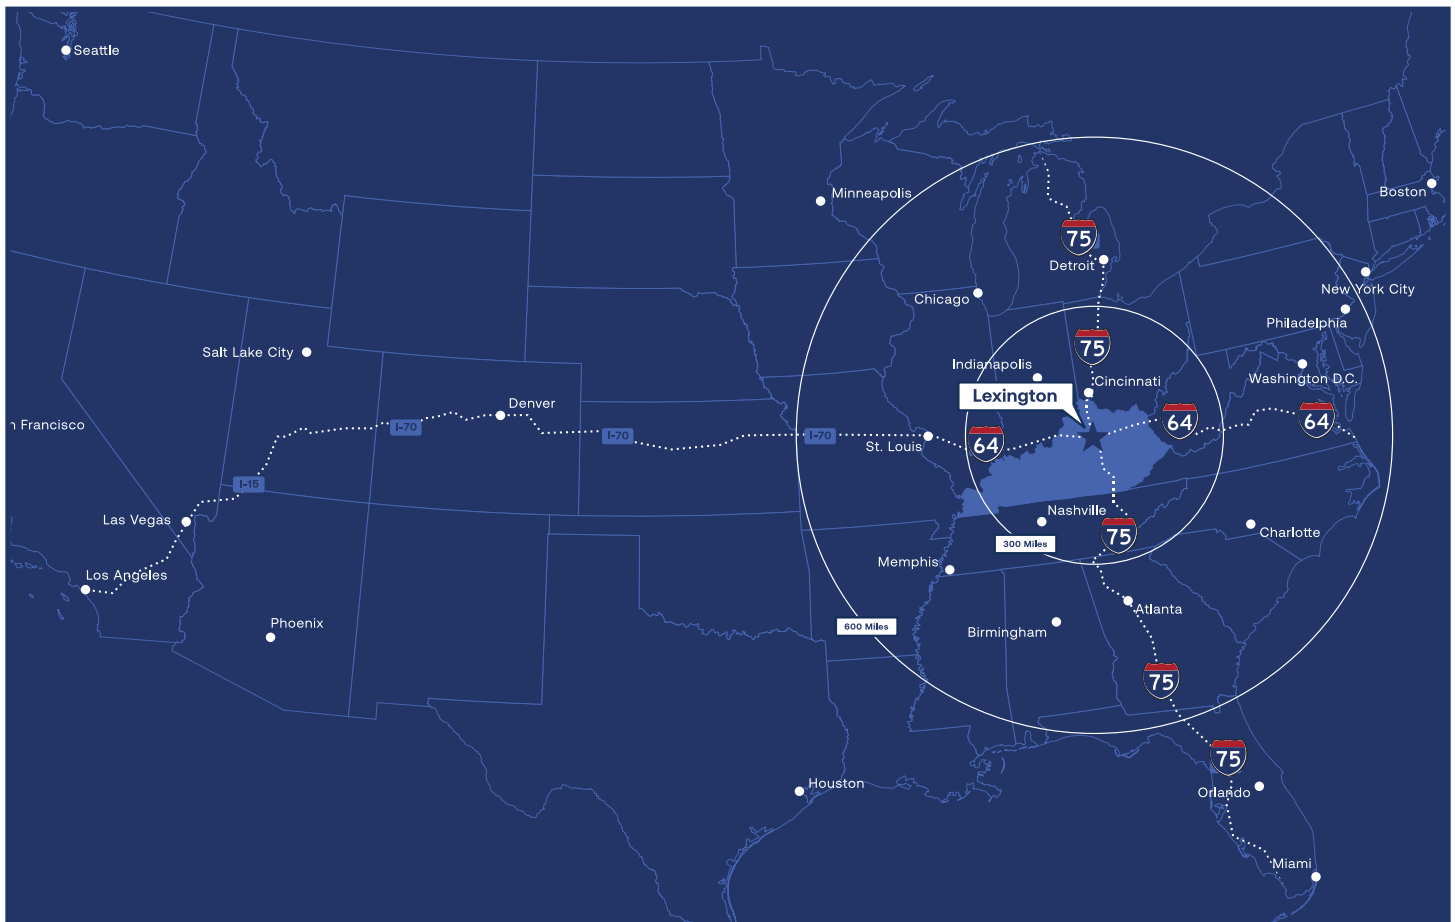 Seattle
Minneapolis
Boston
75
Detroit
New York City
Chicago
Philadelphia
75
Salt Lake City
Indianapolis
Washington D.C.
Cincinnati
Lexington
Denver
n Francisco
I-70
I-70
I-70
64
64
St. Louis
64
I-15
Las Vegas
Nashville
Charlotte
75
300 Miles
Memphis
Los Angeles
Atlanta
Phoenix
600 Miles
Birmingham
75
75
Houston
Orlando
Miami